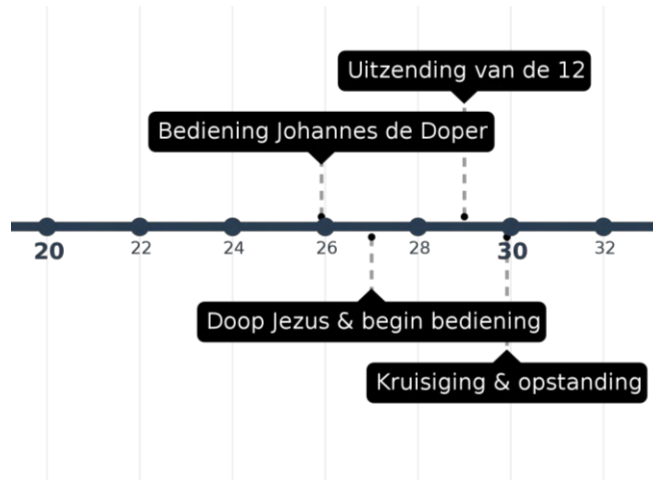 Uitzending van de 12
Bediening Johannes de Doper
20 22 24 26 28 30 32
Doop Jezus & begin bediening
Kruisiging & opstanding